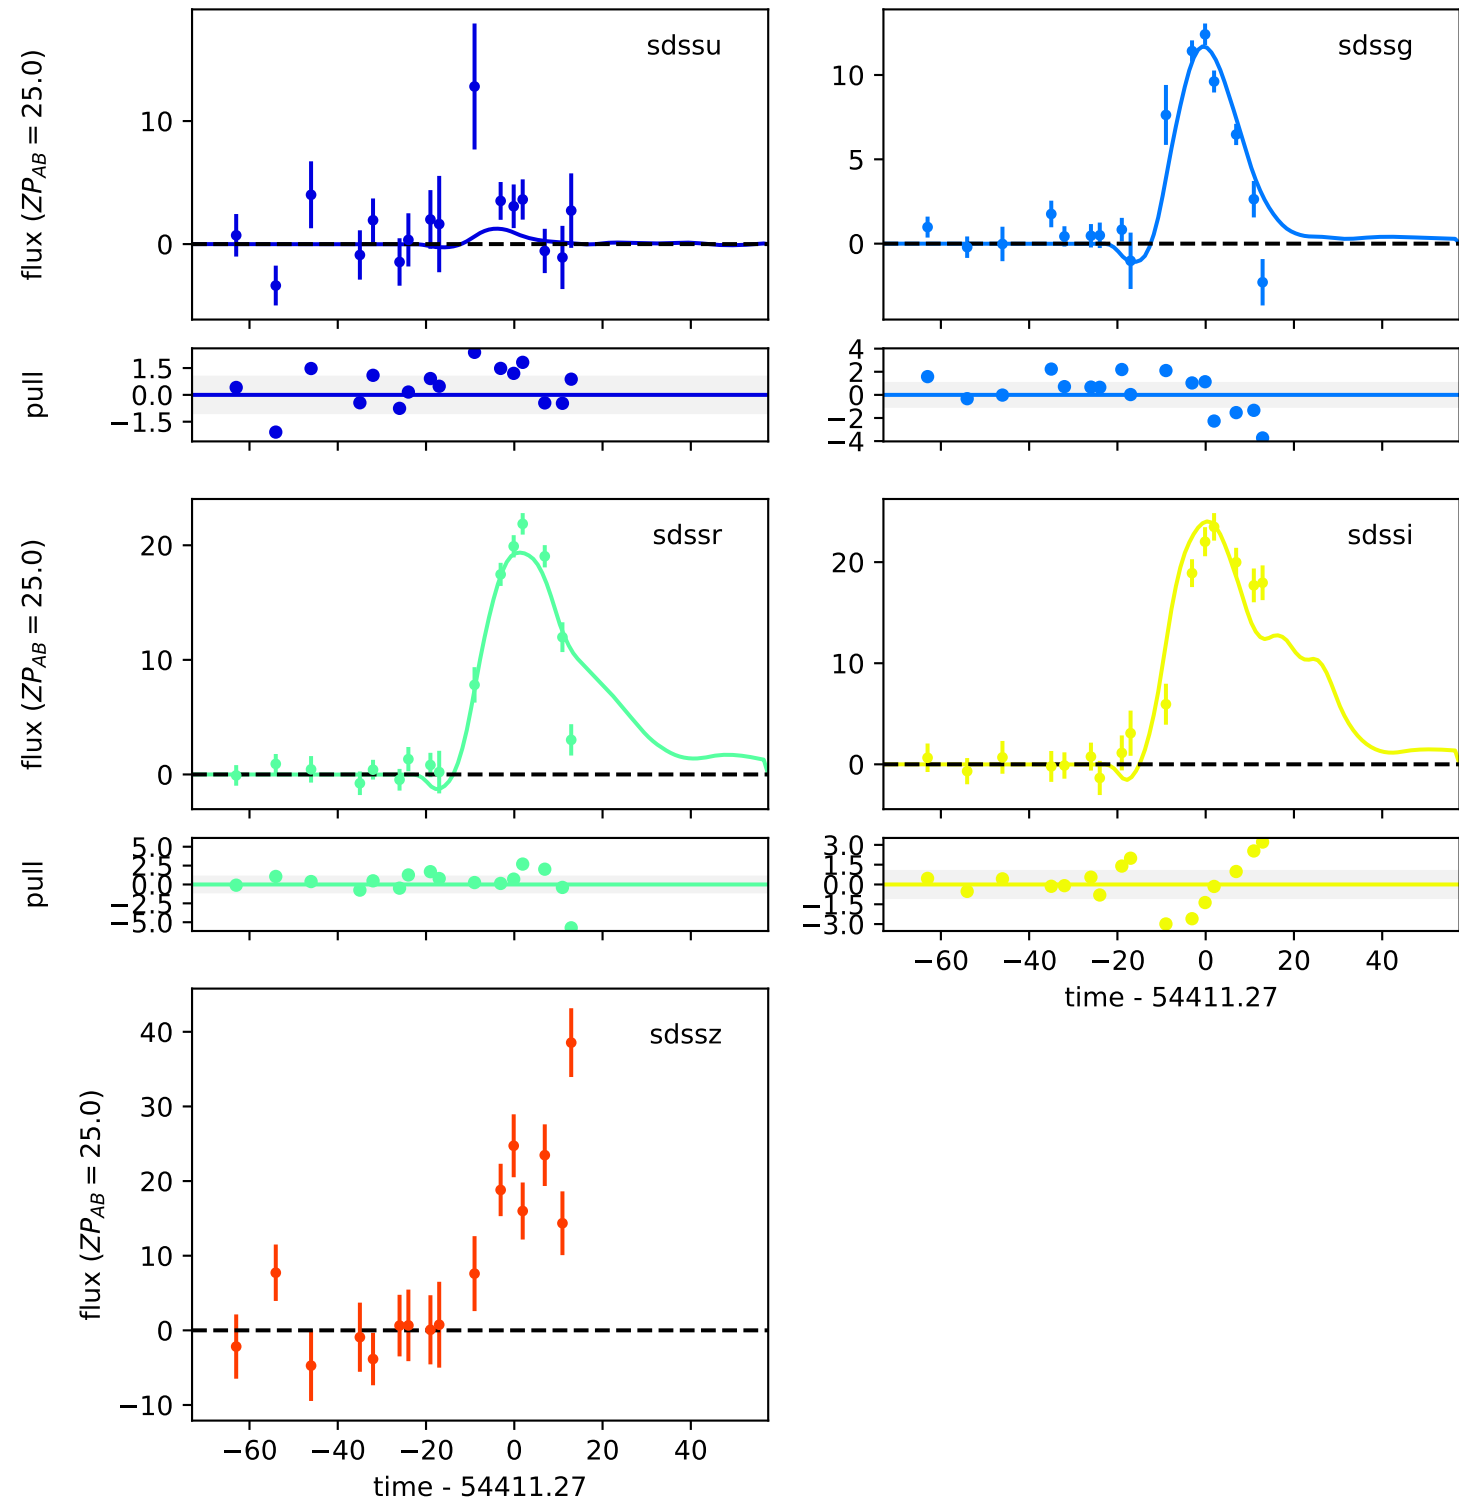 sdssu
flux (ZP_AB = 25.0)
10
0
sdssg
10
5
0
pull
1.5
0.0
−1.5
4
2
0
−2
−4
sdssr
flux (ZP_AB = 25.0)
20
10
0
sdssi
20
10
0
pull
5.0
2.5
0.0
−2.5
−5.0
3.0
1.5
0.0
−1.5
−3.0
−60 −40 −20 0 20 40
time - 54411.27
sdssz
flux (ZP_AB = 25.0)
40
30
20
10
0
−10
−60 −40 −20 0 20 40
time - 54411.27